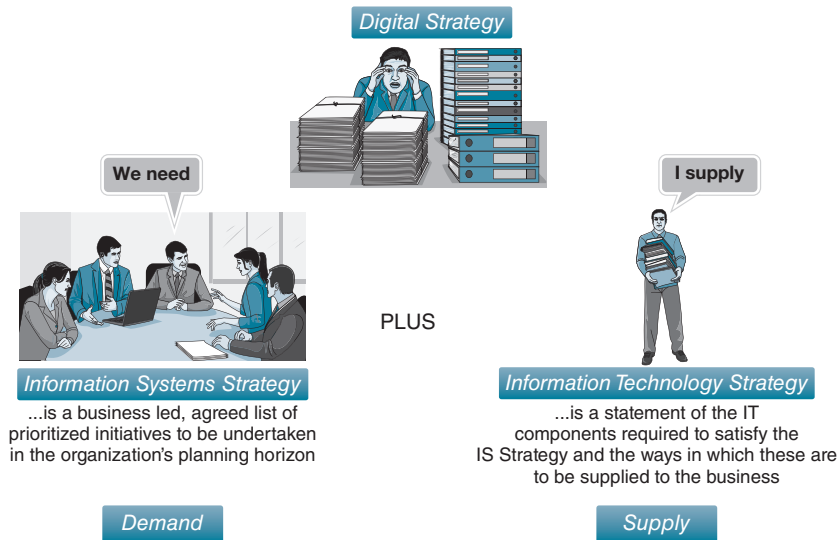 Digital Strategy
We need
I supply
PLUS
Information Systems Strategy
...is a business led, agreed list of
prioritized initiatives to be undertaken
in the organization’s planning horizon
Information Technology Strategy
...is a statement of the IT
components required to satisfy the
IS Strategy and the ways in which these are
to be supplied to the business
Demand
Supply